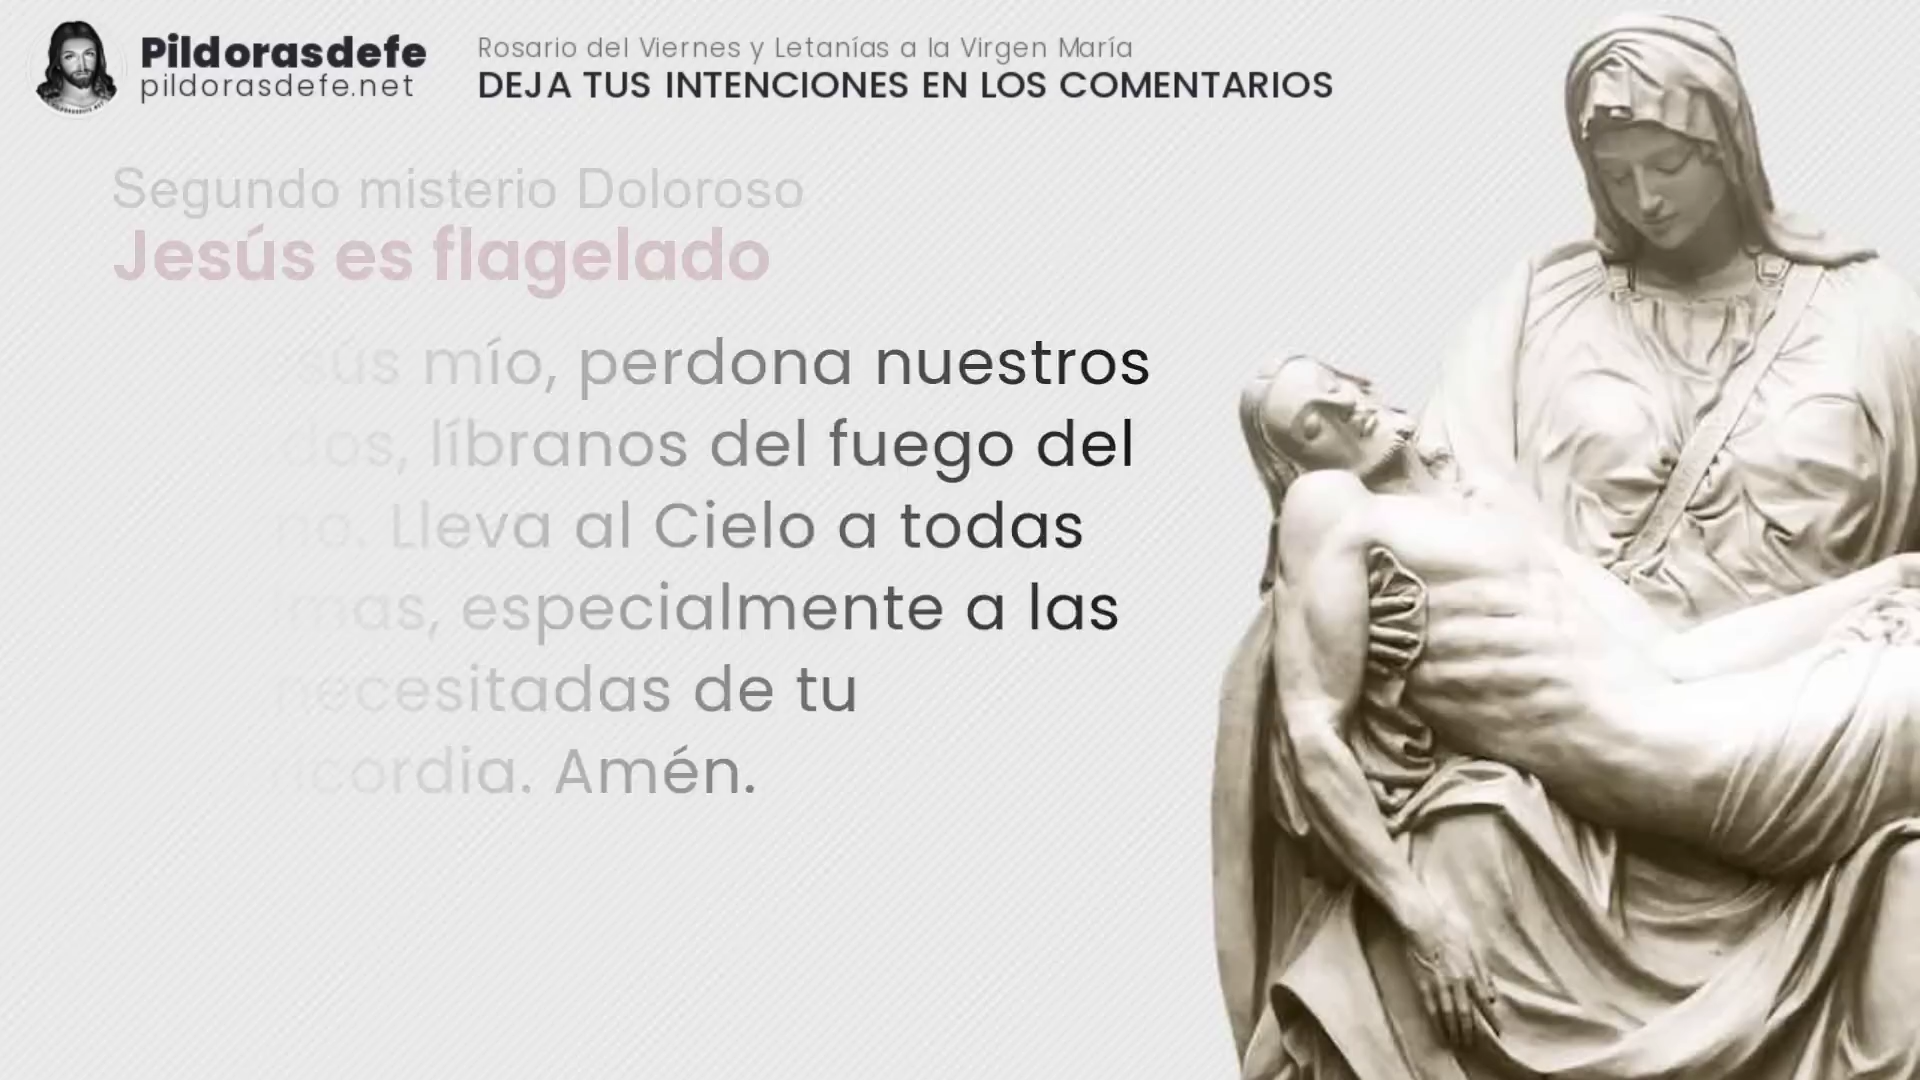 Pildorasdefe
pildorasdefe.net
Rosario del Viernes y Letanías a la Virgen María
DEJA TUS INTENCIONES EN LOS COMENTARIOS
Segundo misterio Doloroso
Jesús es flagelado
mío, perdona nuestros
líbranos del fuego del
Lleva al Cielo a todas
especialmente a las
necesitadas de tu
Amén.